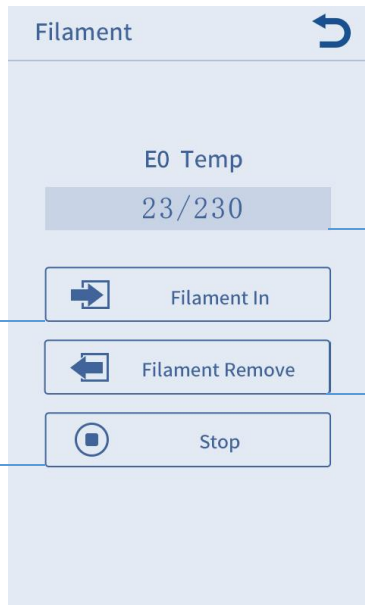 Filament
E0 Temp
23/230
Filament In
Filament Remove
Stop